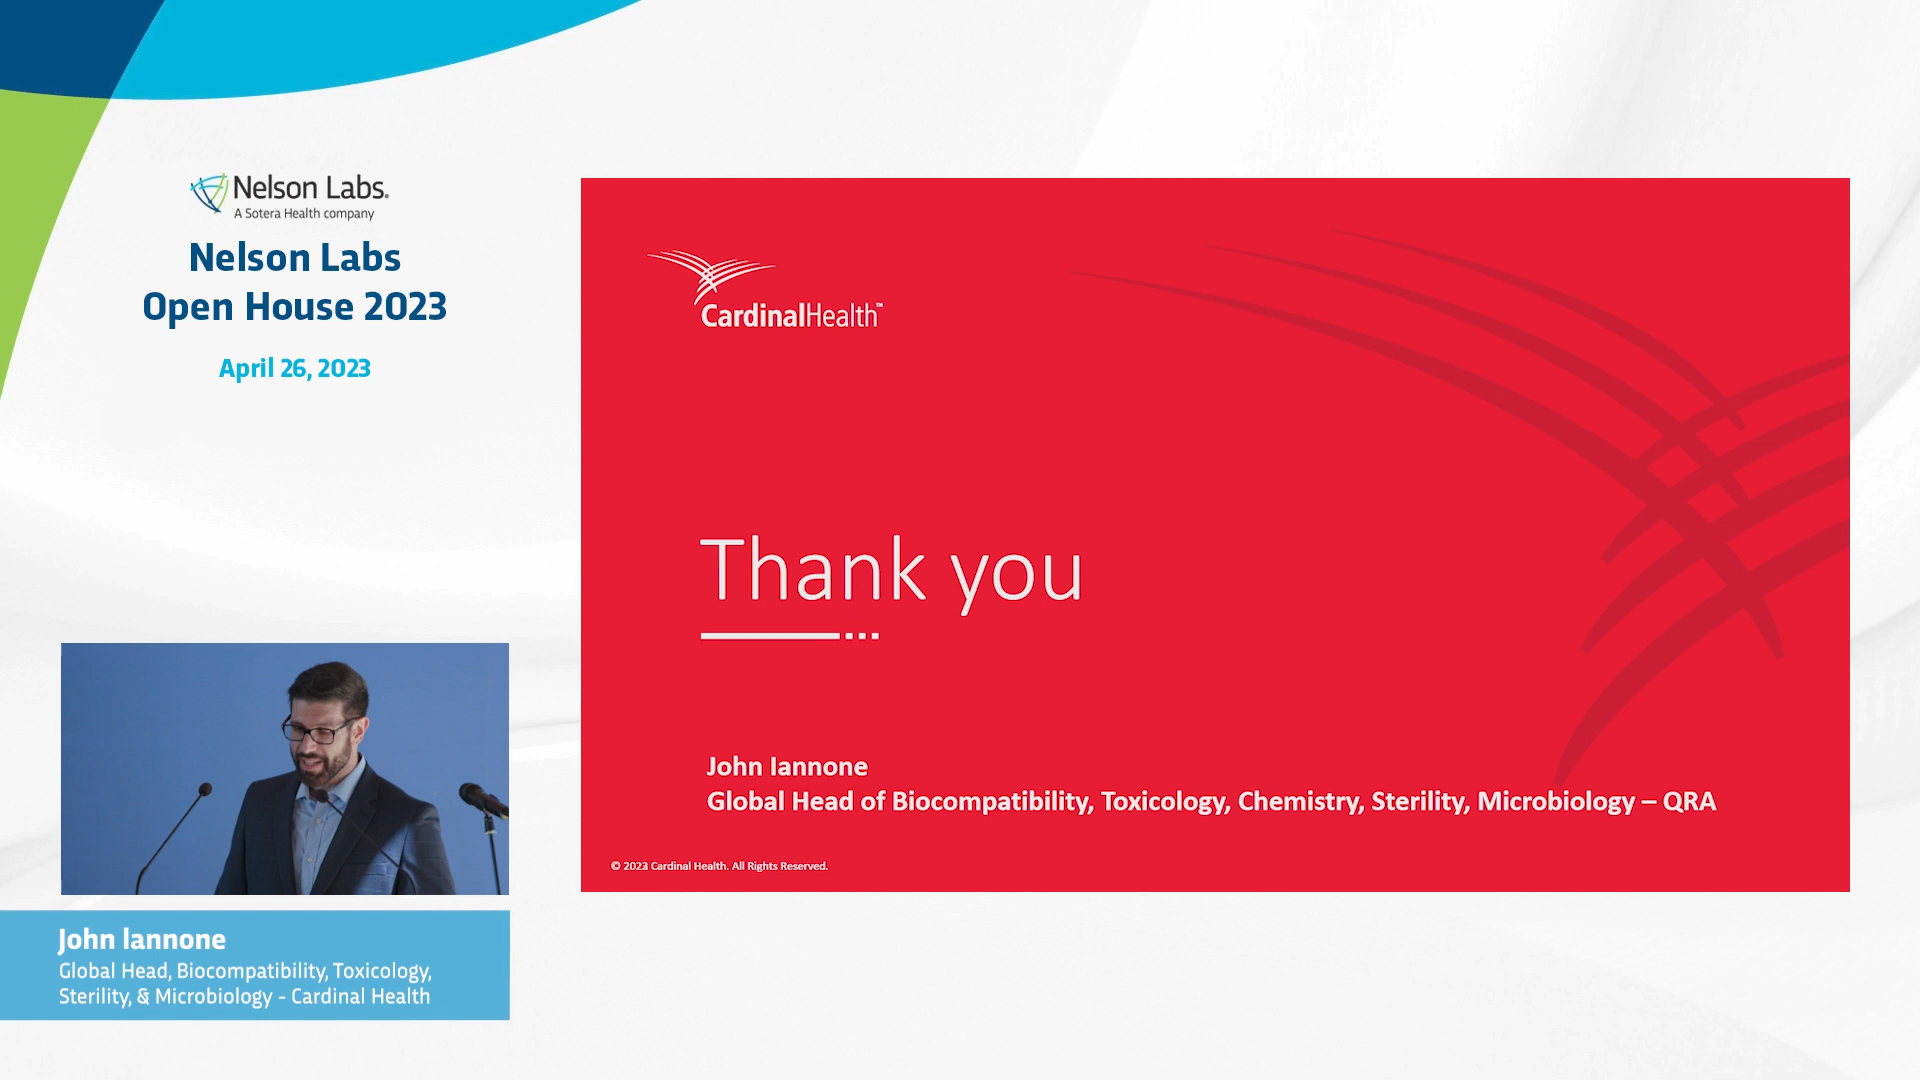 Nelson Labs.
A Sotera Health company
Nelson Labs
Open House 2023
April 26, 2023
CardinalHealth™
Thank you
John Iannone
Global Head of Biocompatibility, Toxicology, Chemistry, Sterility, Microbiology – QRA
© 2023 Cardinal Health. All Rights Reserved.
John Iannone
Global Head, Biocompatibility, Toxicology,
Sterility, & Microbiology - Cardinal Health